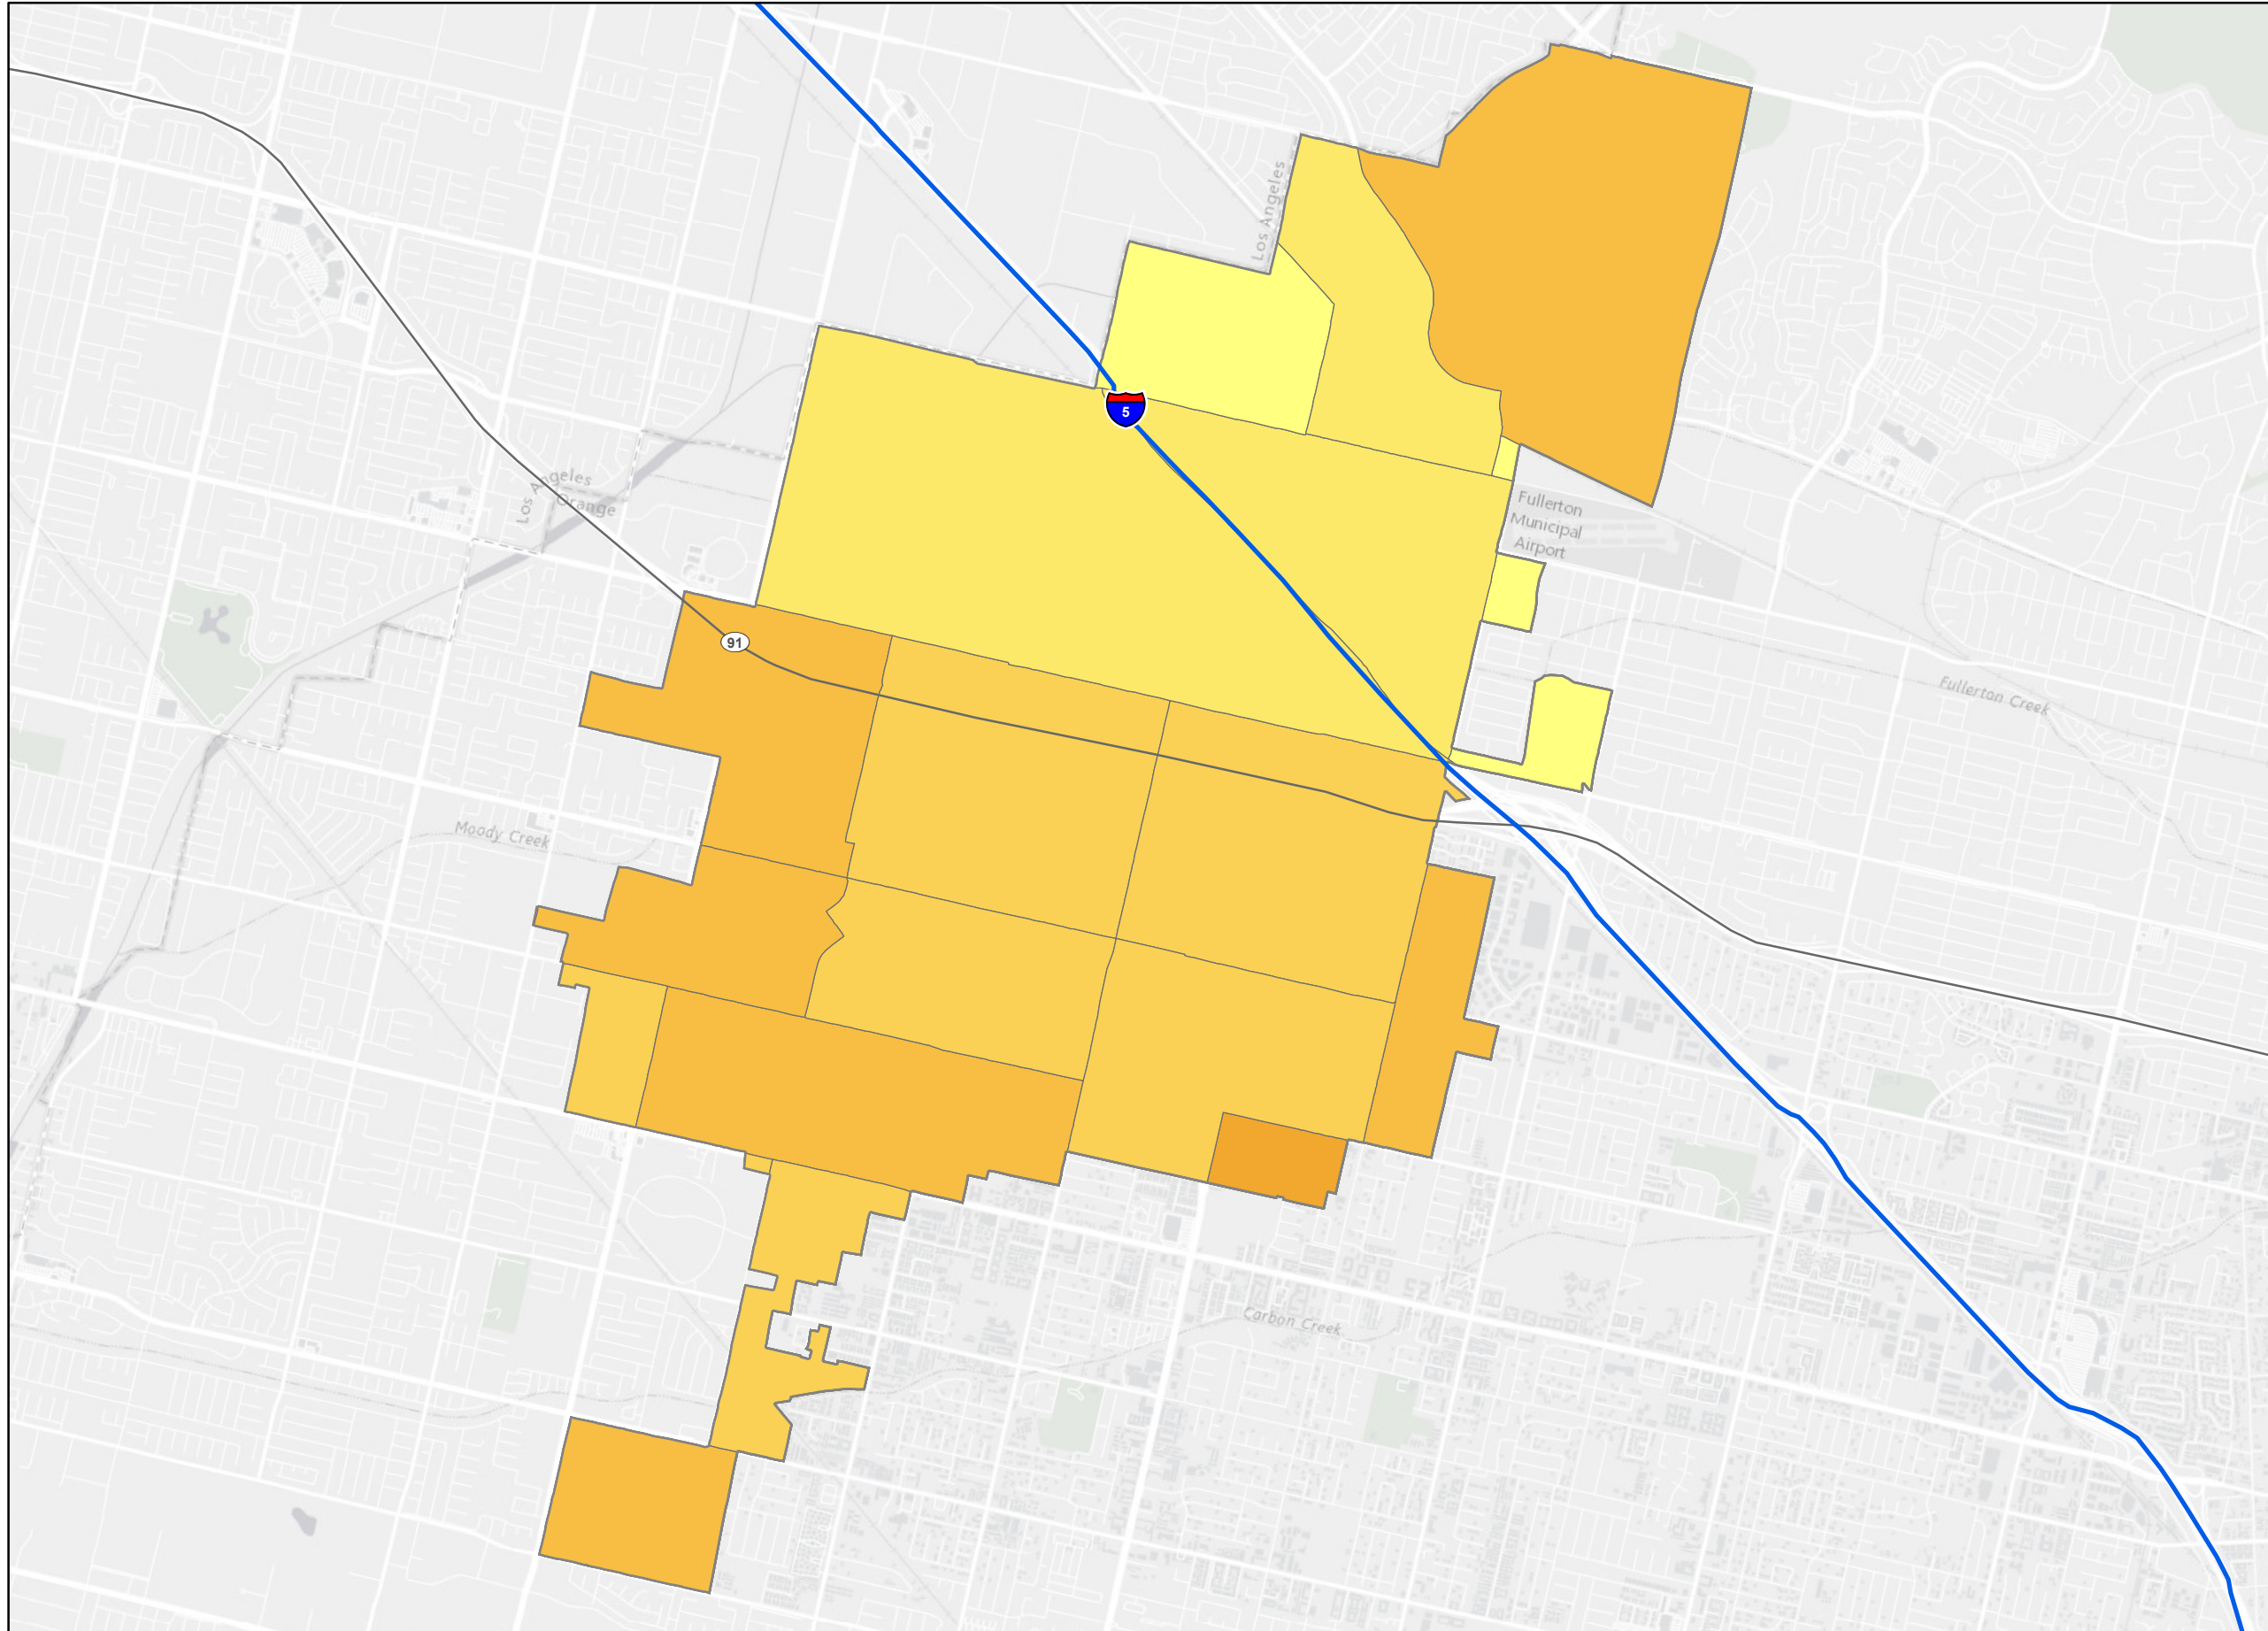 Los Angeles
5
Los Angeles
Orange
Fullerton
Municipal
Airport
91
Fullerton Creek
Moody Creek
Carbon Creek